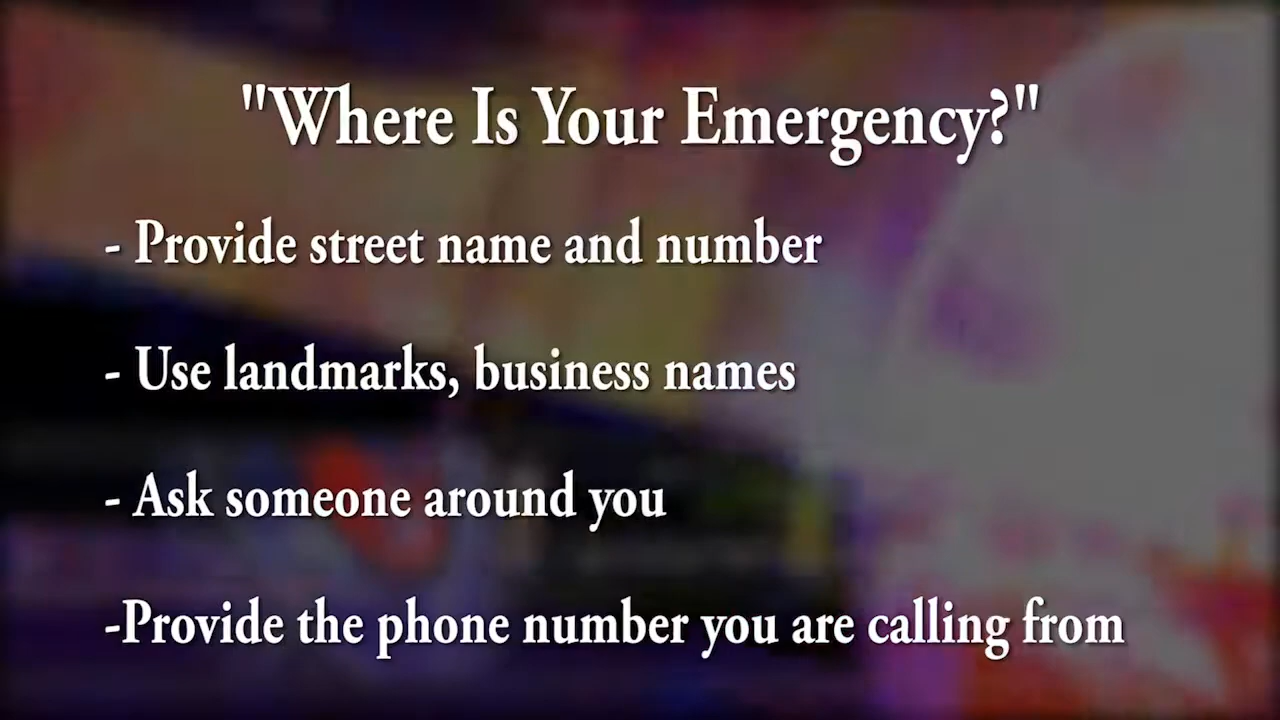 "Where Is Your Emergency?"
- Provide street name and number
- Use landmarks, business names
- Ask someone around you
-Provide the phone number you are calling from